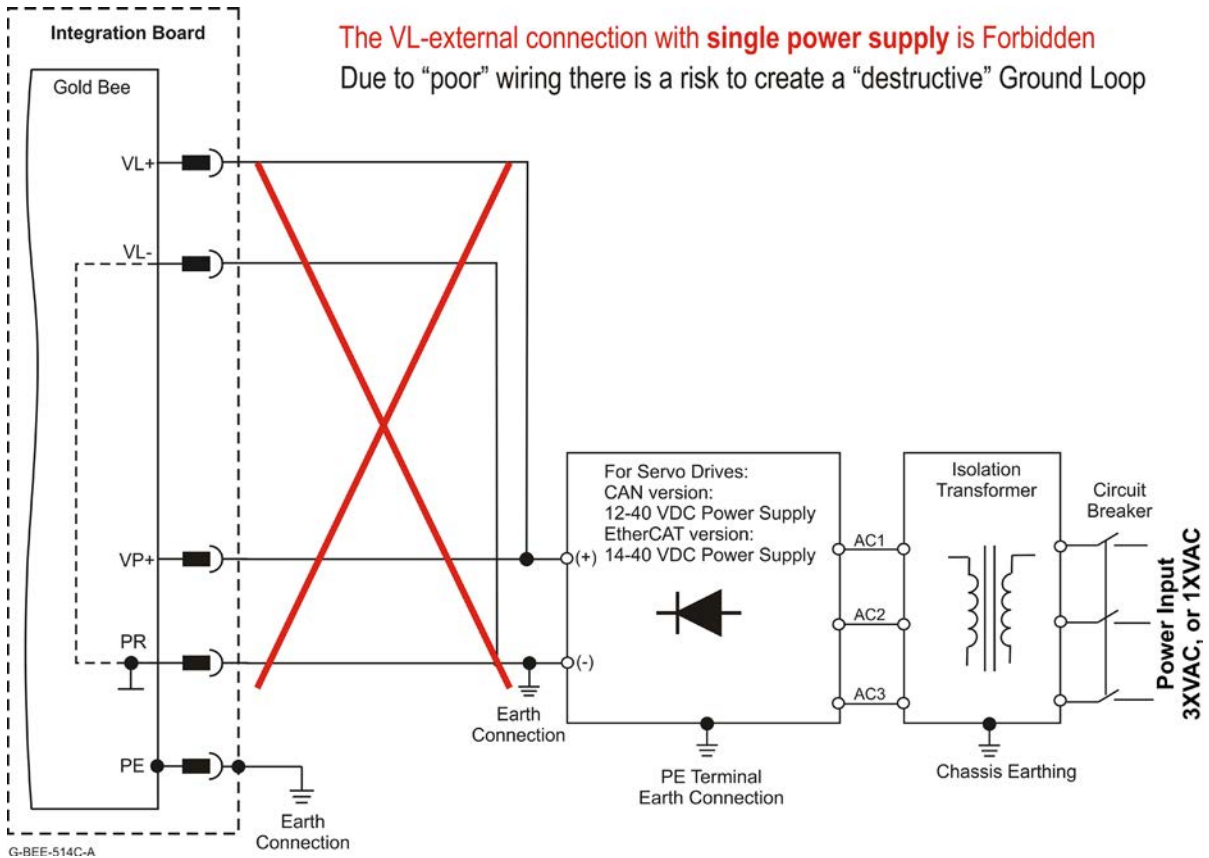 Integration Board
The VL-external connection with single power supply is Forbidden
Due to “poor” wiring there is a risk to create a “destructive” Ground Loop
Gold Bee
VL+
VL-
VP+
PR
PE
(+)
(-)
For Servo Drives:
CAN version:
12-40 VDC Power Supply
EtherCAT version:
14-40 VDC Power Supply
AC1
AC2
AC3
Isolation
Transformer
Circuit
Breaker
Power Input
3XVAC, or 1XVAC
Earth
Connection
PE Terminal
Earth Connection
Chassis Earthing
Earth
Connection
G-BEE-514C-A